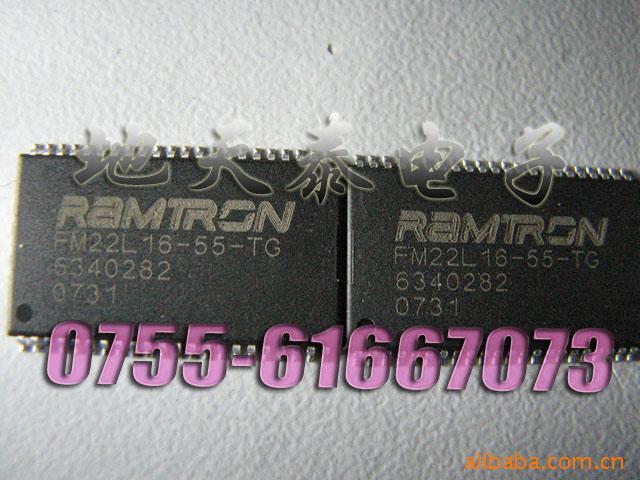 地天泰电子
RAMTRON
FM22L16-55-TG
6340282
0731
RAMTRON
FM22L16-55-TG
6340282
0731
0755-61667073
alibaba.com.cn